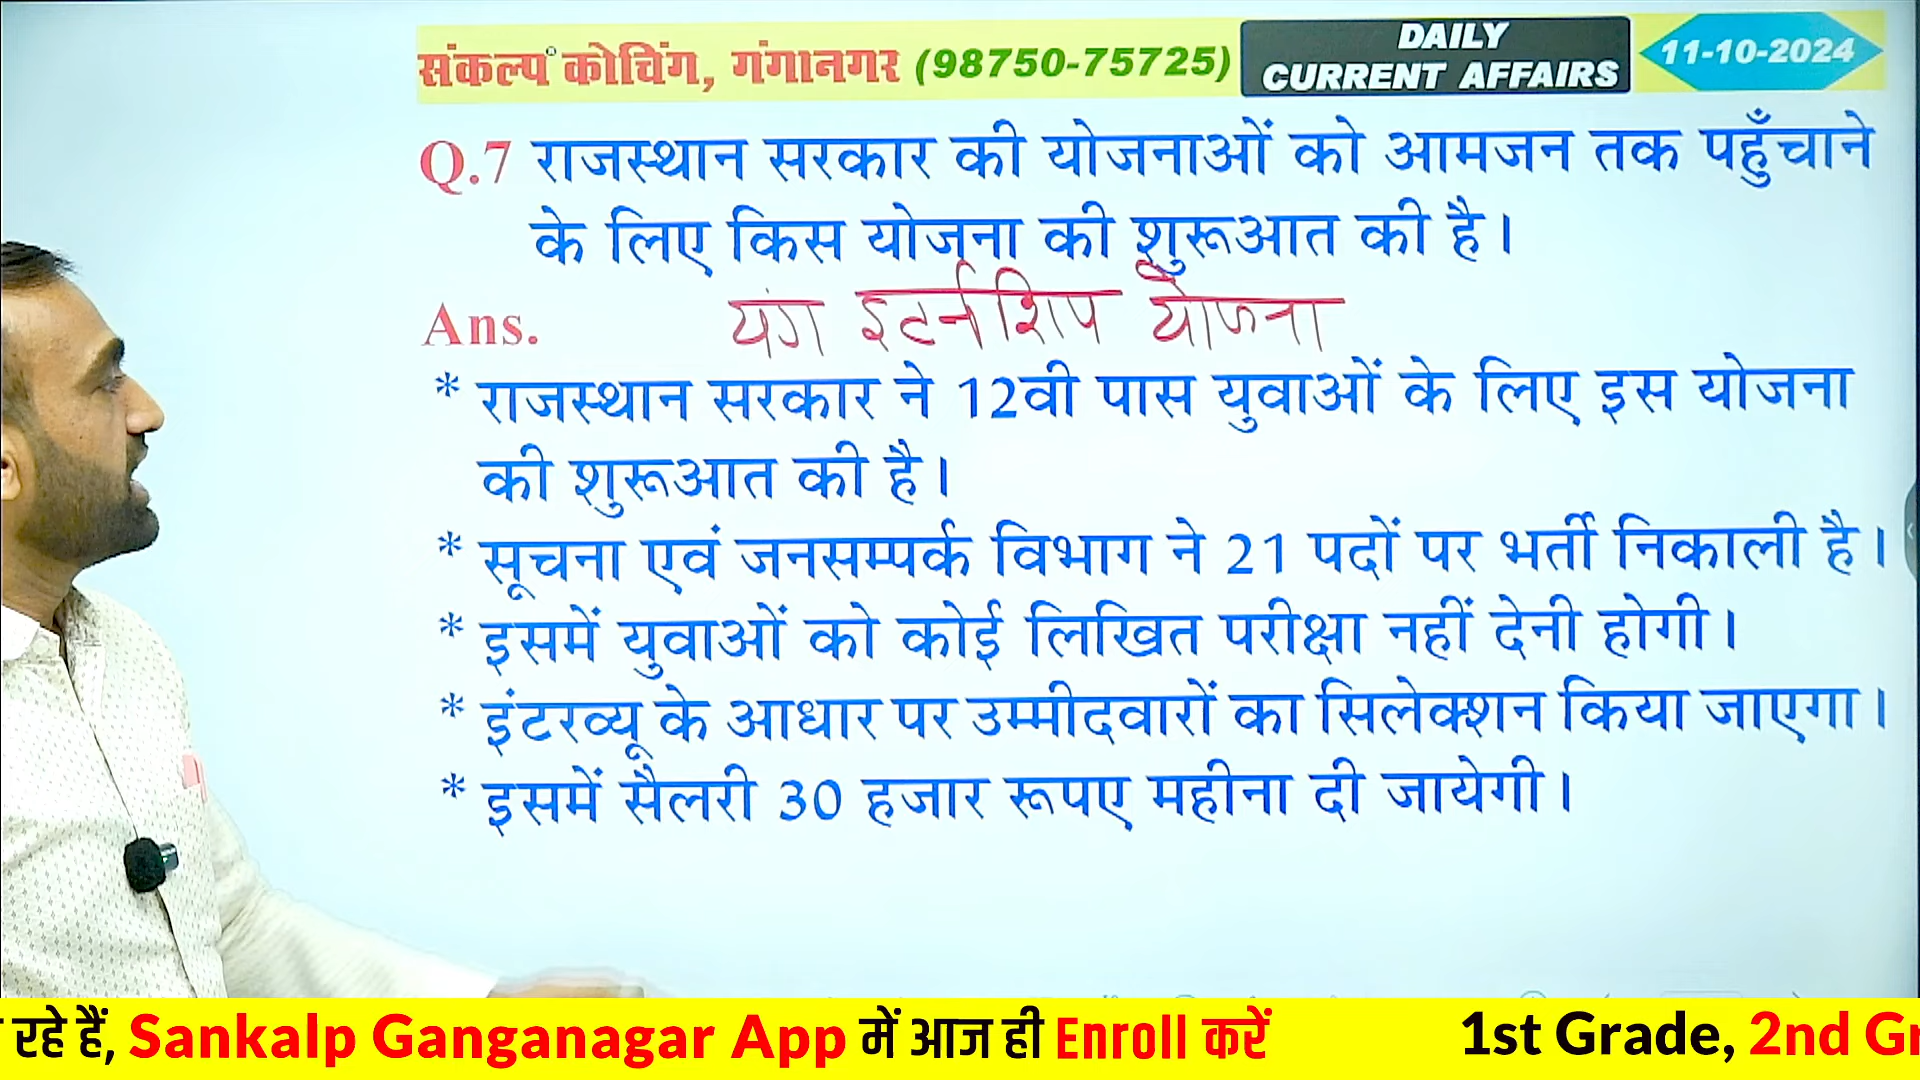 संकल्प® कोचिंग, गंगानगर (98750-75725)
DAILY CURRENT AFFAIRS
11-10-2024
Q.7 राजस्थान सरकार की योजनाओं को आमजन तक पहुँचाने
के लिए किस योजना की शुरूआत की है।
Ans. यंग इटर्नशिप योजना
* राजस्थान सरकार ने 12वी पास युवाओं के लिए इस योजना
की शुरूआत की है।
* सूचना एवं जनसम्पर्क विभाग ने 21 पदों पर भर्ती निकाली है।
* इसमें युवाओं को कोई लिखित परीक्षा नहीं देनी होगी।
* इंटरव्यू के आधार पर उम्मीदवारों का सिलेक्शन किया जाएगा।
* इसमें सैलरी 30 हजार रूपए महीना दी जायेगी।
रहे हैं, Sankalp Ganganagar App में आज ही Enroll करें 1st Grade, 2nd Gr